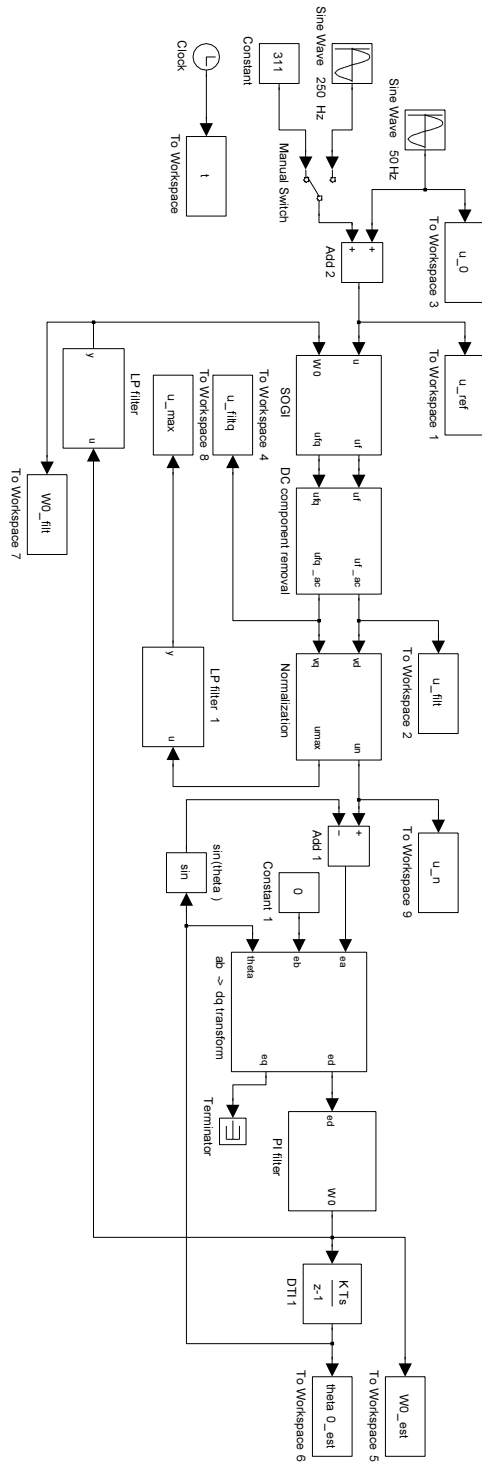 Sine Wave 50 Hz
Sine Wave 250 Hz
311
Constant
Manual Switch
Clock
t
To Workspace
u_0
To Workspace 3
+
+
Add 2
u_ref
To Workspace 1
u
W0
uf
ufq
SOGI
uf
ufq
uf_ac
ufq_ac
DC component removal
u_filtq
To Workspace 4
u_max
To Workspace 8
y
u
LP filter
W0_filt
To Workspace 7
u_filt
To Workspace 2
vd
vq
un
umax
Normalization
y
u
LP filter 1
u_n
To Workspace 9
+
−
Add 1
sin
sin(theta )
0
Constant 1
ea
eb
theta
ed
eq
ab -> dq transform
Terminator
ed
W0
PI filter
K Ts
z-1
DTI1
W0_est
To Workspace 5
theta 0_est
To Workspace 6